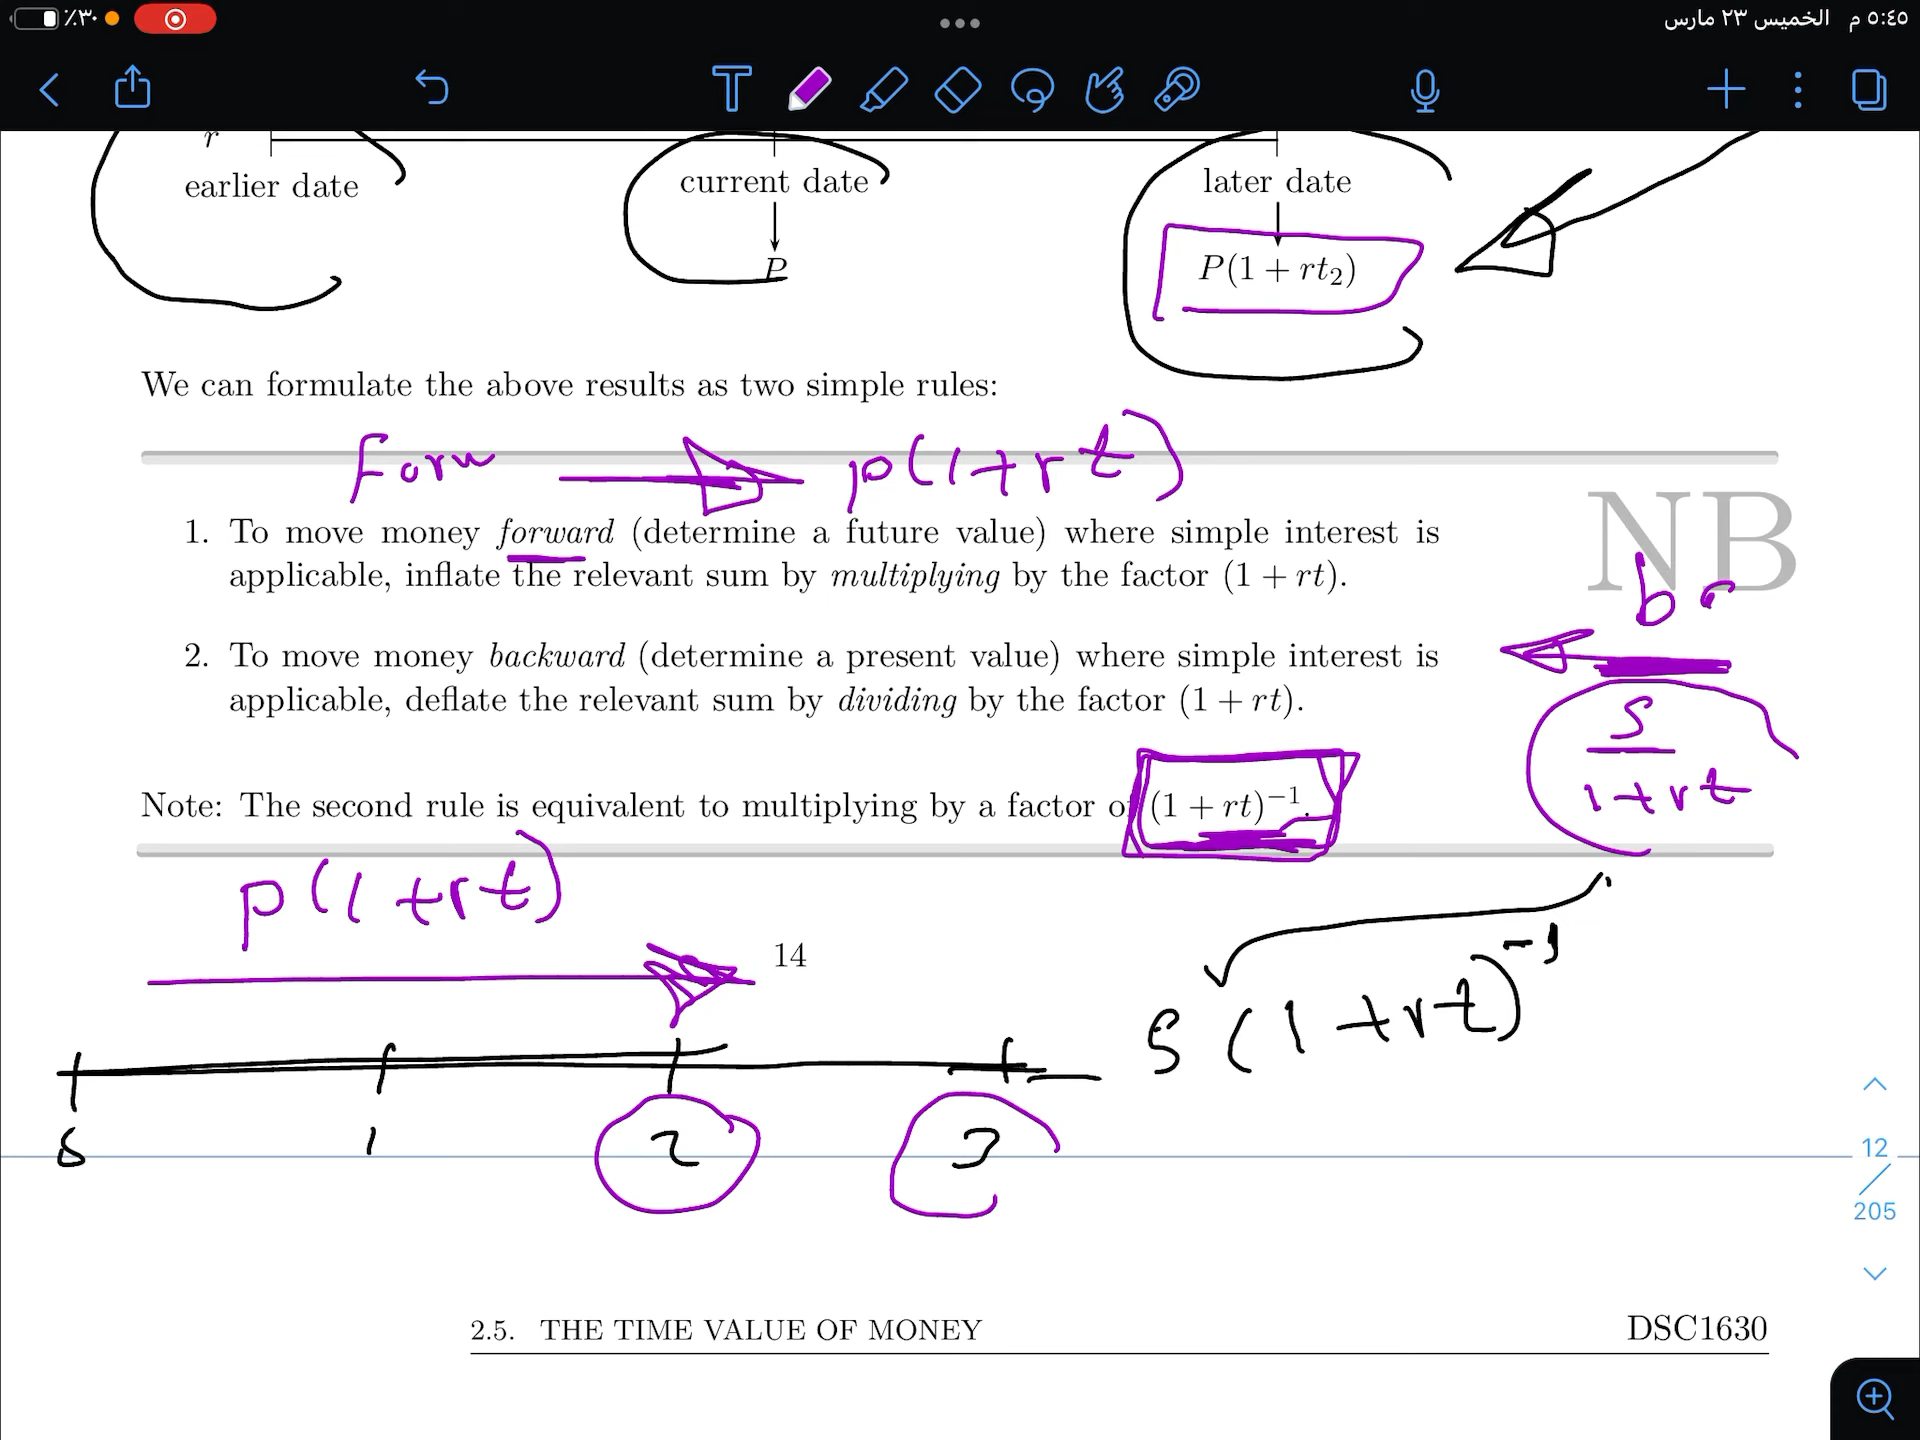 ٪٣٠
٥:٤٥ م الخميس ٢٣ مارس
r
earlier date
current date
later date
P
P(1 + rt₂)
We can formulate the above results as two simple rules:
Forw p(1+rt)
NB
1. To move money forward (determine a future value) where simple interest is
applicable, inflate the relevant sum by multiplying by the factor (1 + rt).
2. To move money backward (determine a present value) where simple interest is
applicable, deflate the relevant sum by dividing by the factor (1 + rt).
S
1+rt
Note: The second rule is equivalent to multiplying by a factor of (1 + rt)⁻¹.
p(1+rt)
14
S(1+rt)⁻¹
1 2 3
12
/
205
2.5. THE TIME VALUE OF MONEY DSC1630